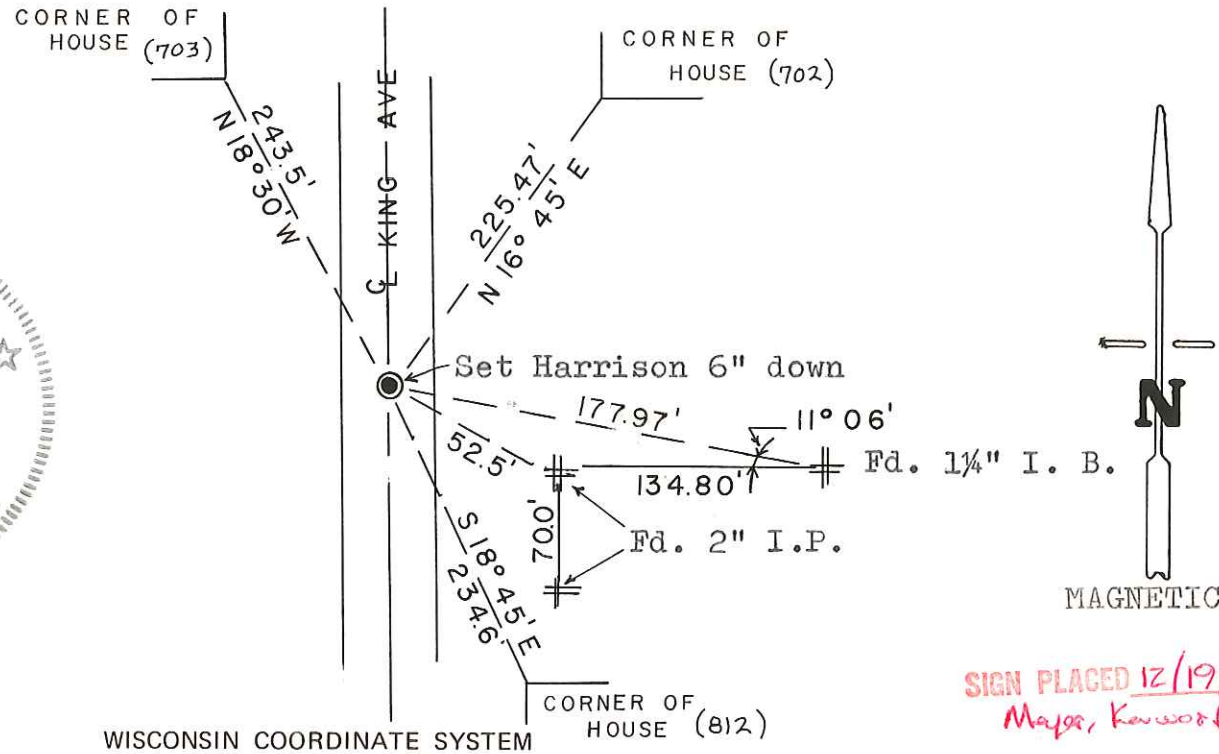 CORNER OF
HOUSE (703)
CORNER OF
HOUSE (702)
℄ KING AVE
243.5'
N 18° 30' W
225.47'
N 16° 45' E
Set Harrison 6" down
177.97'
11° 06'
52.5'
Fd. 1¼" I. B.
134.80'
70.0'
Fd. 2" I.P.
S 18° 45' E
234.6'
N
MAGNETIC
CORNER OF
HOUSE (812)
WISCONSIN COORDINATE SYSTEM
SIGN PLACED 12/19